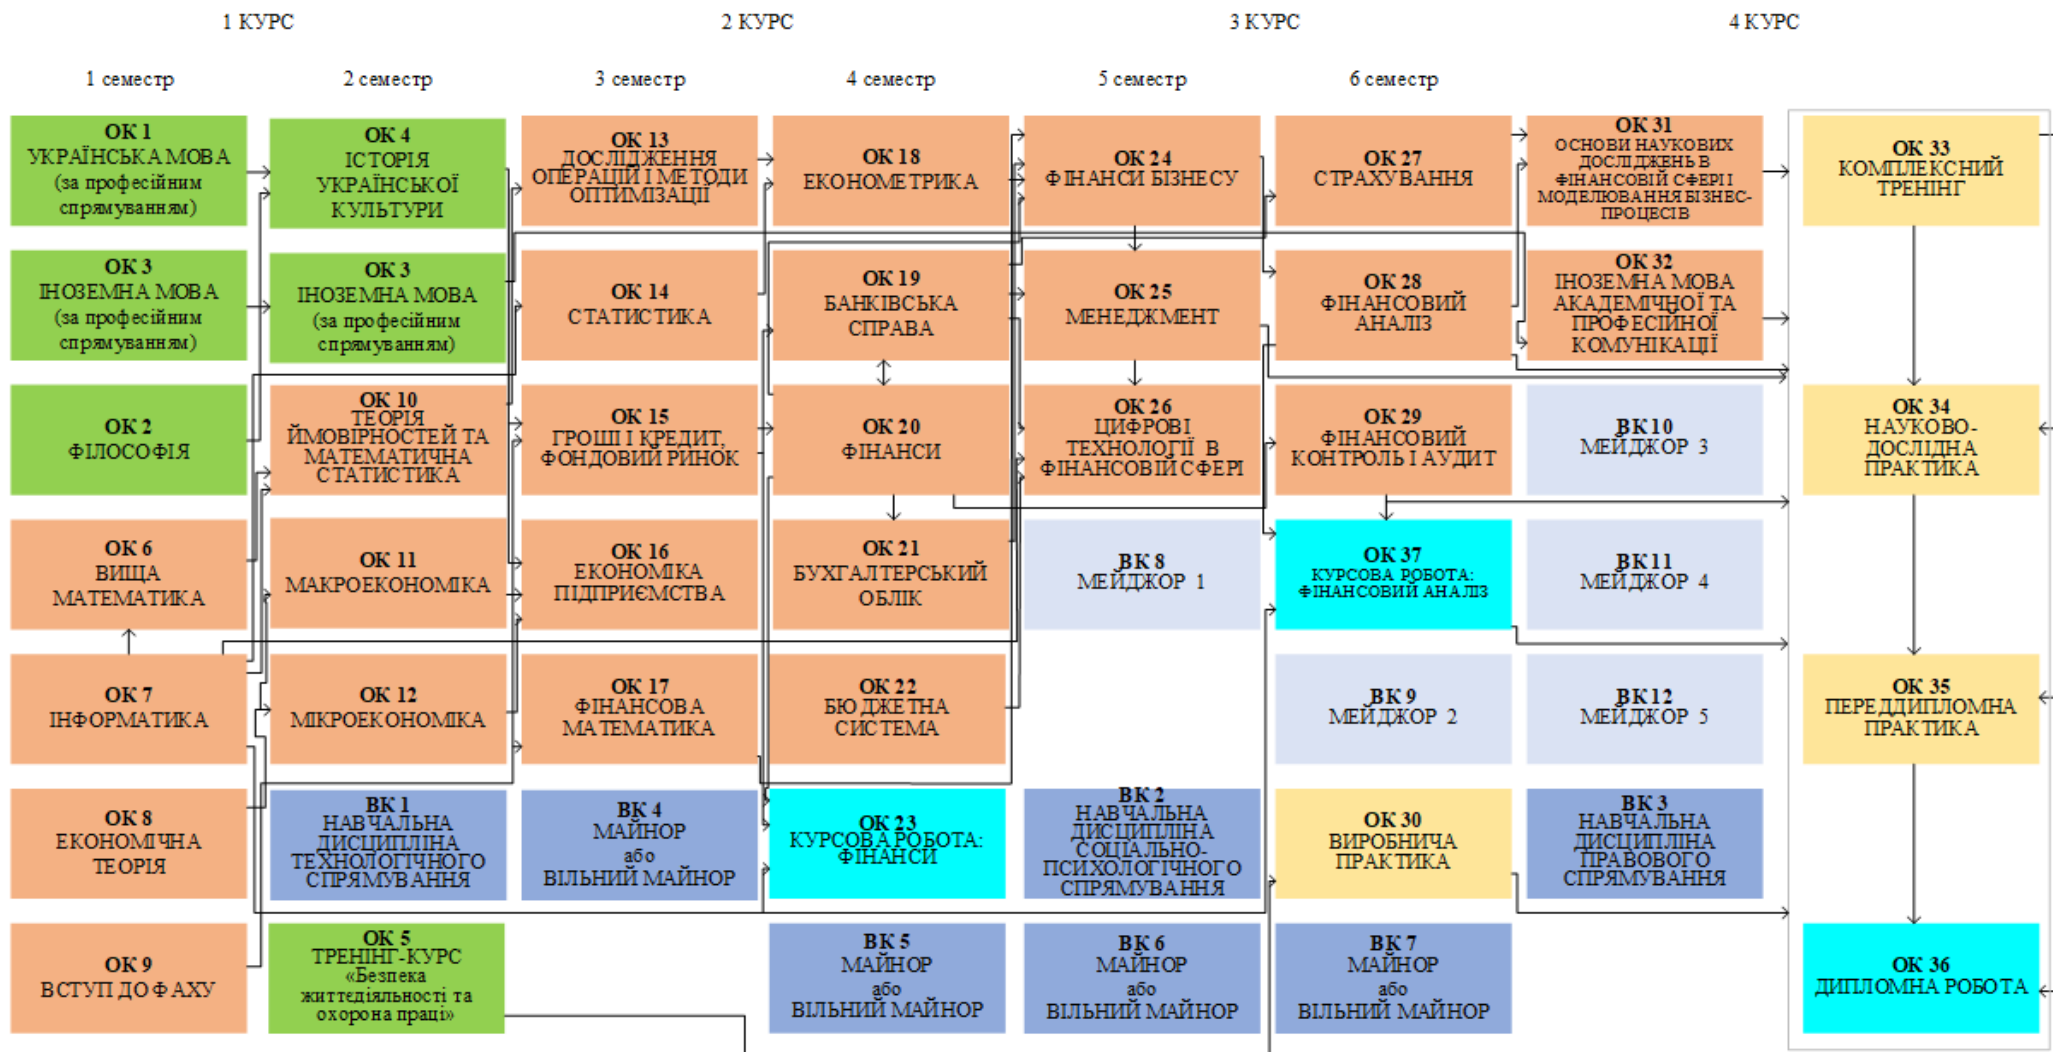 1 КУРС
2 КУРС
3 КУРС
4 КУРС
1 семестр
2 семестр
3 семестр
4 семестр
5 семестр
6 семестр
ОК 1
УКРАЇНСЬКА МОВА
(за професійним
спрямуванням)
ОК 4
ІСТОРІЯ
УКРАЇНСЬКОЇ
КУЛЬТУРИ
ОК 13
ДОСЛІДЖЕННЯ
ОПЕРАЦІЙ І МЕТОДИ
ОПТИМІЗАЦІЇ
ОК 18
ЕКОНОМЕТРИКА
ОК 24
ФІНАНСИ БІЗНЕСУ
ОК 27
СТРАХУВАННЯ
ОК 31
ОСНОВИ НАУКОВИХ
ДОСЛІДЖЕНЬ В
ФІНАНСОВІЙ СФЕРІ І
МОДЕЛЮВАННЯ БІЗНЕС-
ПРОЦЕСІВ
ОК 33
КОМПЛЕКСНИЙ
ТРЕНІНГ
ОК 3
ІНОЗЕМНА МОВА
(за професійним
спрямуванням)
ОК 3
ІНОЗЕМНА МОВА
(за професійним
спрямуванням)
ОК 14
СТАТИСТИКА
ОК 19
БАНКІВСЬКА
СПРАВА
ОК 25
МЕНЕДЖМЕНТ
ОК 28
ФІНАНСОВИЙ
АНАЛІЗ
ОК 32
ІНОЗЕМНА МОВА
АКАДЕМІЧНОЇ ТА
ПРОФЕСІЙНОЇ
КОМУНІКАЦІЇ
ОК 2
ФІЛОСОФІЯ
ОК 10
ТЕОРІЯ
ЙМОВІРНОСТЕЙ ТА
МАТЕМАТИЧНА
СТАТИСТИКА
ОК 15
ГРОШІ І КРЕДИТ,
ФОНДОВИЙ РИНОК
ОК 20
ФІНАНСИ
ОК 26
ЦИФРОВІ
ТЕХНОЛОГІЇ В
ФІНАНСОВІЙ СФЕРІ
ОК 29
ФІНАНСОВИЙ
КОНТРОЛЬ І АУДИТ
ВК 10
МЕЙДЖОР 3
ОК 34
НАУКОВО-
ДОСЛІДНА
ПРАКТИКА
ОК 6
ВИЩА
МАТЕМАТИКА
ОК 11
МАКРОЕКОНОМІКА
ОК 16
ЕКОНОМІКА
ПІДПРИЄМСТВА
ОК 21
БУХГАЛТЕРСЬКИЙ
ОБЛІК
ВК 8
МЕЙДЖОР 1
ОК 37
КУРСОВА РОБОТА:
ФІНАНСОВИЙ АНАЛІЗ
ВК 11
МЕЙДЖОР 4
ОК 7
ІНФОРМАТИКА
ОК 12
МІКРОЕКОНОМІКА
ОК 17
ФІНАНСОВА
МАТЕМАТИКА
ОК 22
БЮДЖЕТНА
СИСТЕМА
ВК 9
МЕЙДЖОР 2
ВК 12
МЕЙДЖОР 5
ОК 35
ПЕРЕДДИПЛОМНА
ПРАКТИКА
ОК 8
ЕКОНОМІЧНА
ТЕОРІЯ
ВК 1
НАВЧАЛЬНА
ДИСЦИПЛІНА
ТЕХНОЛОГІЧНОГО
СПРЯМУВАННЯ
ВК 4
МАЙНОР
або
ВІЛЬНИЙ МАЙНОР
ОК 23
КУРСОВА РОБОТА:
ФІНАНСИ
ВК 2
НАВЧАЛЬНА
ДИСЦИПЛІНА
СОЦІАЛЬНО-
ПСИХОЛОГІЧНОГО
СПРЯМУВАННЯ
ОК 30
ВИРОБНИЧА
ПРАКТИКА
ВК 3
НАВЧАЛЬНА
ДИСЦИПЛІНА
ПРАВОВОГО
СПРЯМУВАННЯ
ОК 9
ВСТУП ДО ФАХУ
ОК 5
ТРЕНІНГ-КУРС
«Безпека
життєдіяльності та
охорона праці»
ВК 5
МАЙНОР
або
ВІЛЬНИЙ МАЙНОР
ВК 6
МАЙНОР
або
ВІЛЬНИЙ МАЙНОР
ВК 7
МАЙНОР
або
ВІЛЬНИЙ МАЙНОР
ОК 36
ДИПЛОМНА РОБОТА